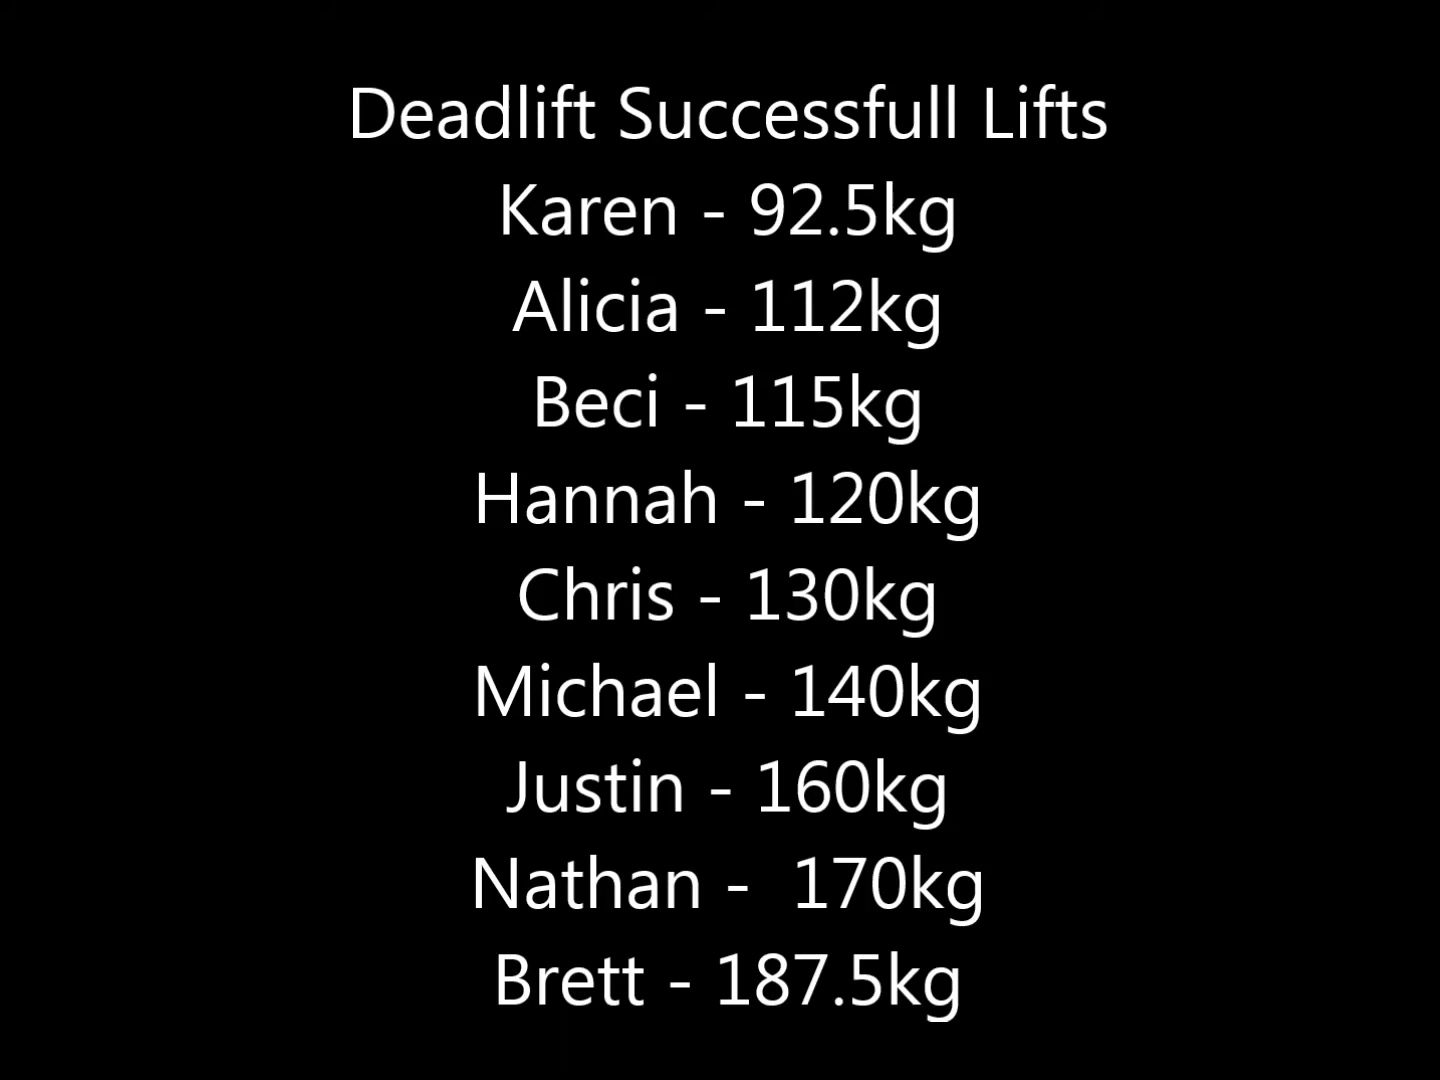 Deadlift Successfull Lifts
Karen - 92.5kg
Alicia - 112kg
Beci - 115kg
Hannah - 120kg
Chris - 130kg
Michael - 140kg
Justin - 160kg
Nathan -  170kg
Brett - 187.5kg